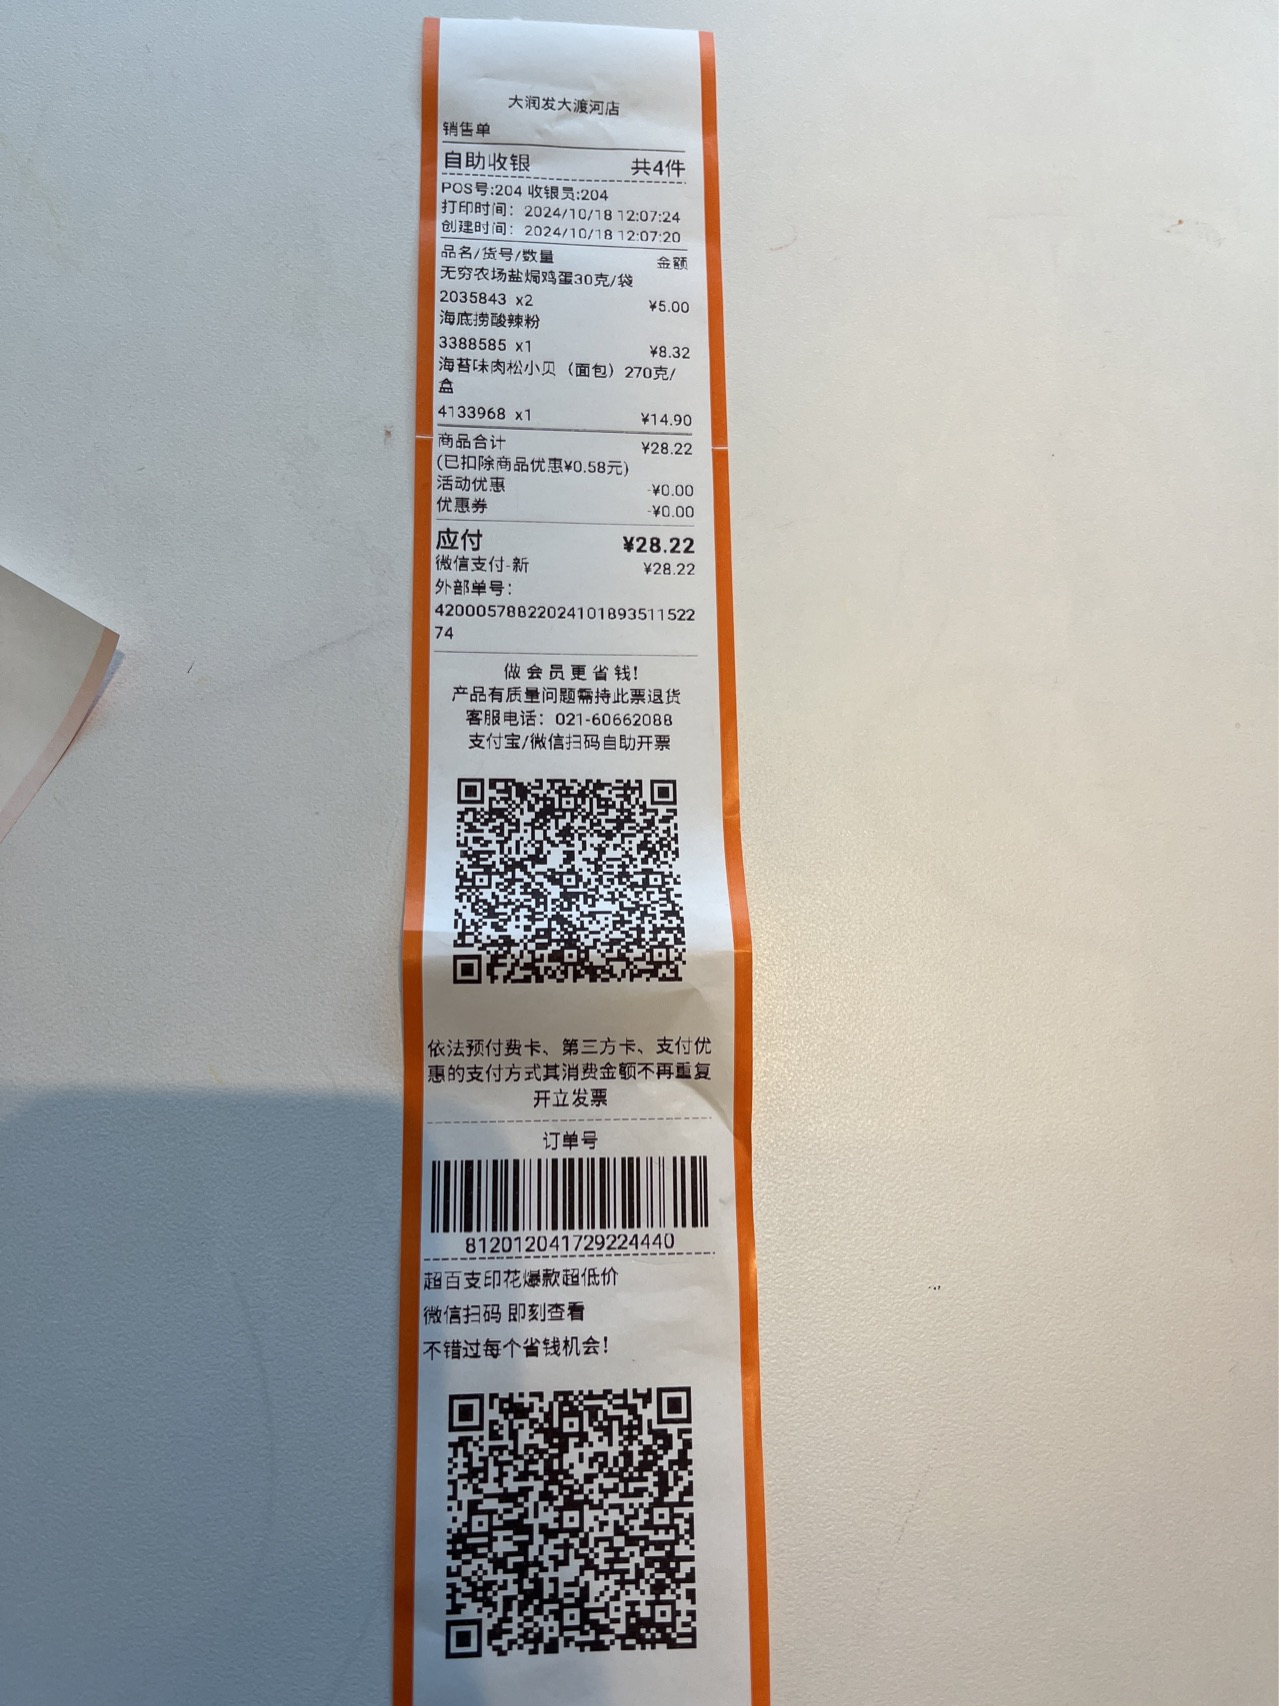 大润发大渡河店
销售单
自助收银 共4件
POS号:204 收银员:204
打印时间：2024/10/18 12:07:24
创建时间：2024/10/18 12:07:20
品名/货号/数量 金额
无穷农场盐焗鸡蛋30克/袋
2035843 x2 ¥5.00
海底捞酸辣粉
3388585 x1 ¥8.32
海苔味肉松小贝（面包）270克/
盒
4133968 x1 ¥14.90
商品合计 ¥28.22
(已扣除商品优惠¥0.58元)
活动优惠 -¥0.00
优惠券 -¥0.00
应付 ¥28.22
微信支付-新 ¥28.22
外部单号：
42000578822024101893511522
74
做会员更省钱！
产品有质量问题需持此票退货
客服电话：021-60662088
支付宝/微信扫码自助开票
依法预付费卡、第三方卡、支付优
惠的支付方式其消费金额不再重复
开立发票
订单号
812012041729224440
超百支印花爆款超低价
微信扫码 即刻查看
不错过每个省钱机会！